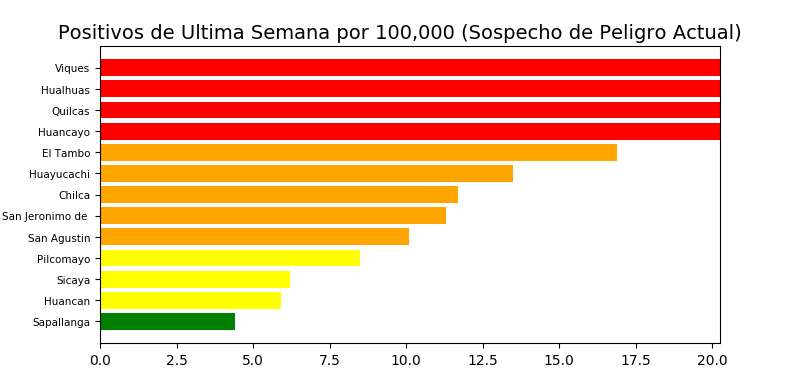 Positivos de Ultima Semana por 100,000 (Sospecho de Peligro Actual)
Viques
Hualhuas
Quilcas
Huancayo
El Tambo
Huayucachi
Chilca
San Jeronimo de
San Agustin
Pilcomayo
Sicaya
Huancan
Sapallanga
0.0 2.5 5.0 7.5 10.0 12.5 15.0 17.5 20.0